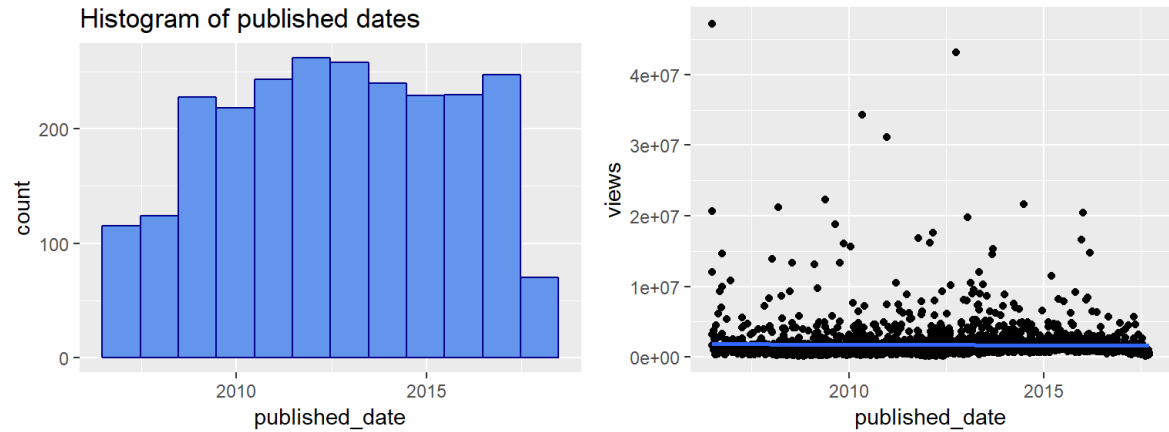 Histogram of published dates
count
200
100
0
2010
2015
published_date
views
4e+07
3e+07
2e+07
1e+07
0e+00
2010
2015
published_date